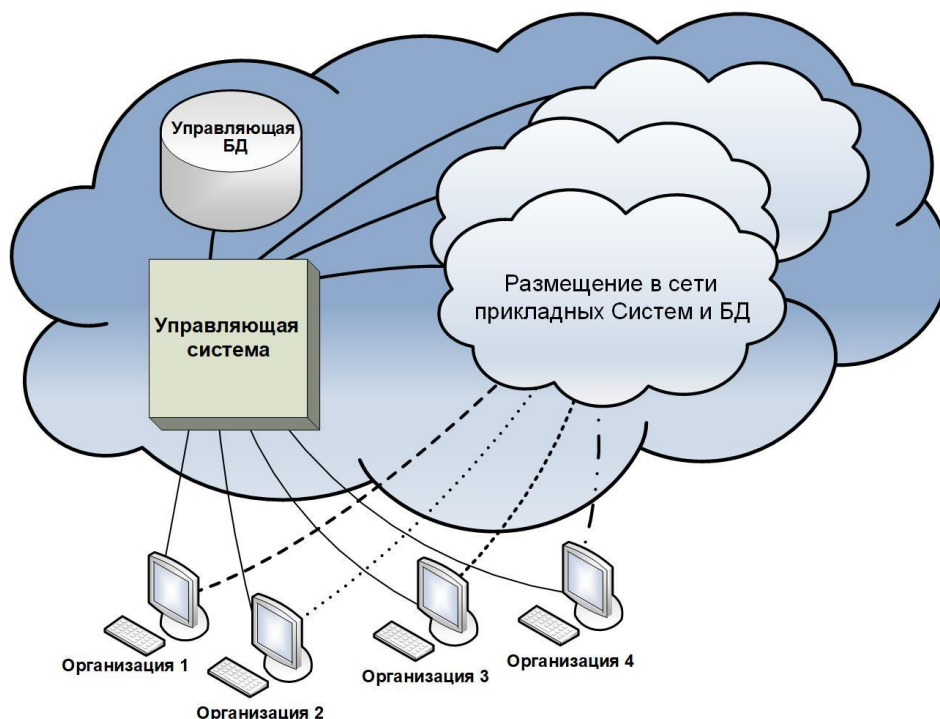 Управляющая
БД
Размещение в сети
прикладных Систем и БД
Управляющая
система
Организация 1
Организация 2
Организация 3
Организация 4